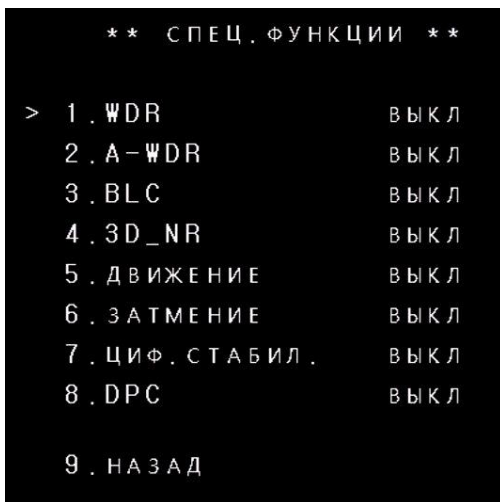 ** СПЕЦ.ФУНКЦИИ **
> 1.WDR ВЫКЛ
2.A-WDR ВЫКЛ
3.BLC ВЫКЛ
4.3D_NR ВЫКЛ
5.ДВИЖЕНИЕ ВЫКЛ
6.ЗАТМЕНИЕ ВЫКЛ
7.ЦИФ.СТАБИЛ. ВЫКЛ
8.DPC ВЫКЛ
9.НАЗАД